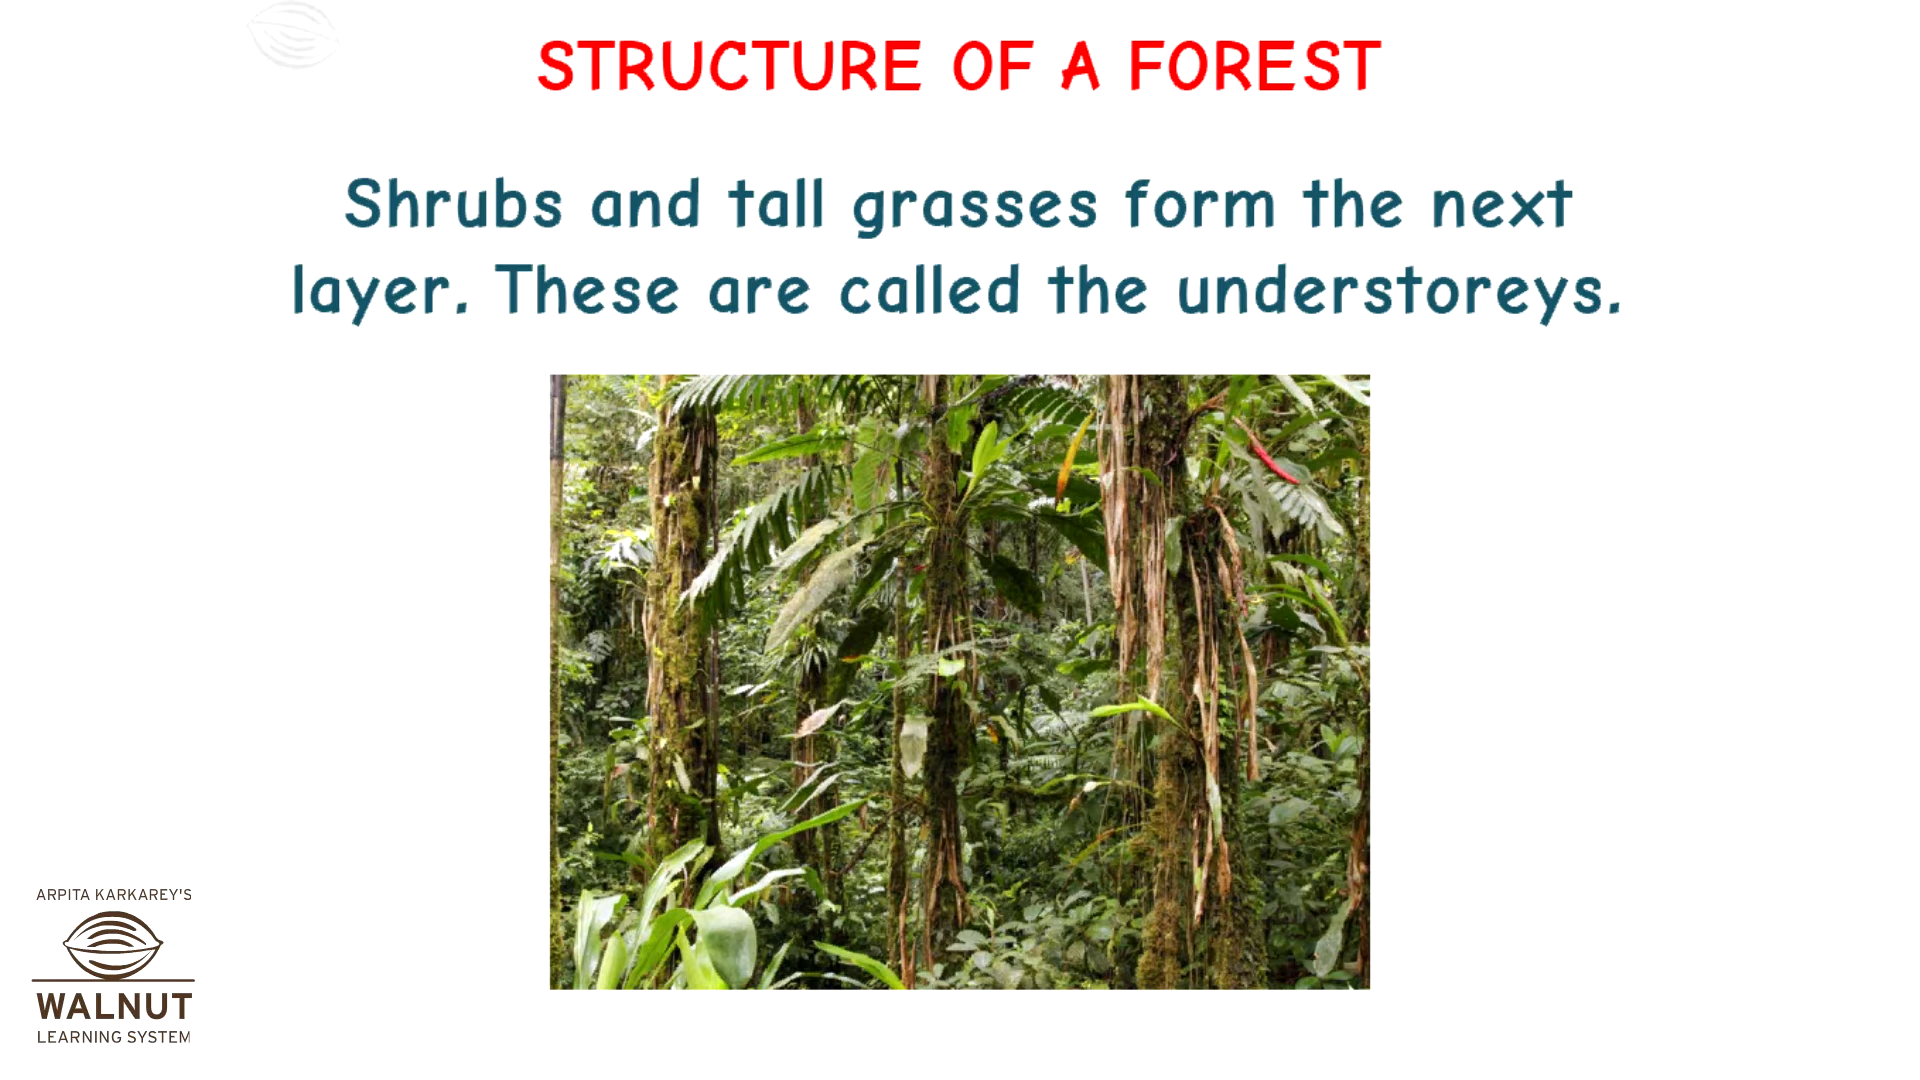 STRUCTURE OF A FOREST
Shrubs and tall grasses form the next
layer. These are called the understoreys.
ARPITA KARKAREY'S
WALNUT
LEARNING SYSTEM